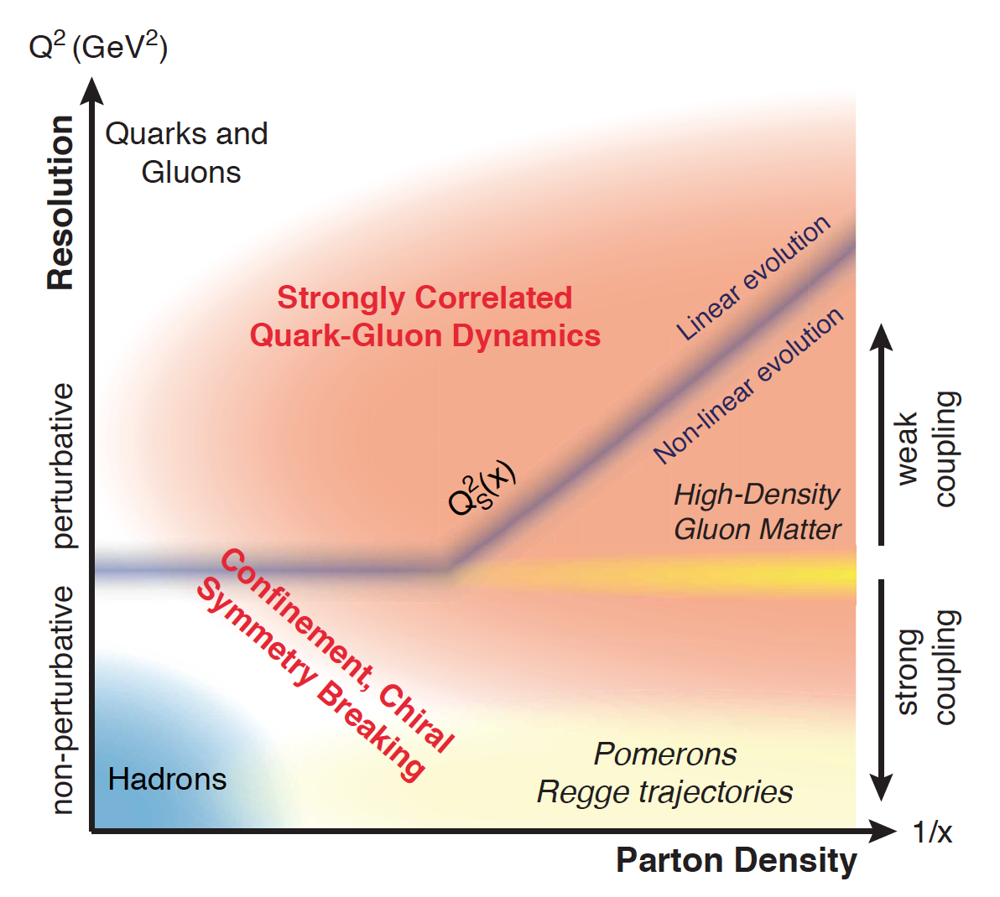 Q² (GeV²)
Resolution
Quarks and
Gluons
Strongly Correlated
Quark-Gluon Dynamics
Linear evolution
Non-linear evolution
Q²S(x)
High-Density
Gluon Matter
perturbative
non-perturbative
weak
coupling
strong
coupling
Confinement, Chiral
Symmetry Breaking
Hadrons
Pomerons
Regge trajectories
1/x
Parton Density